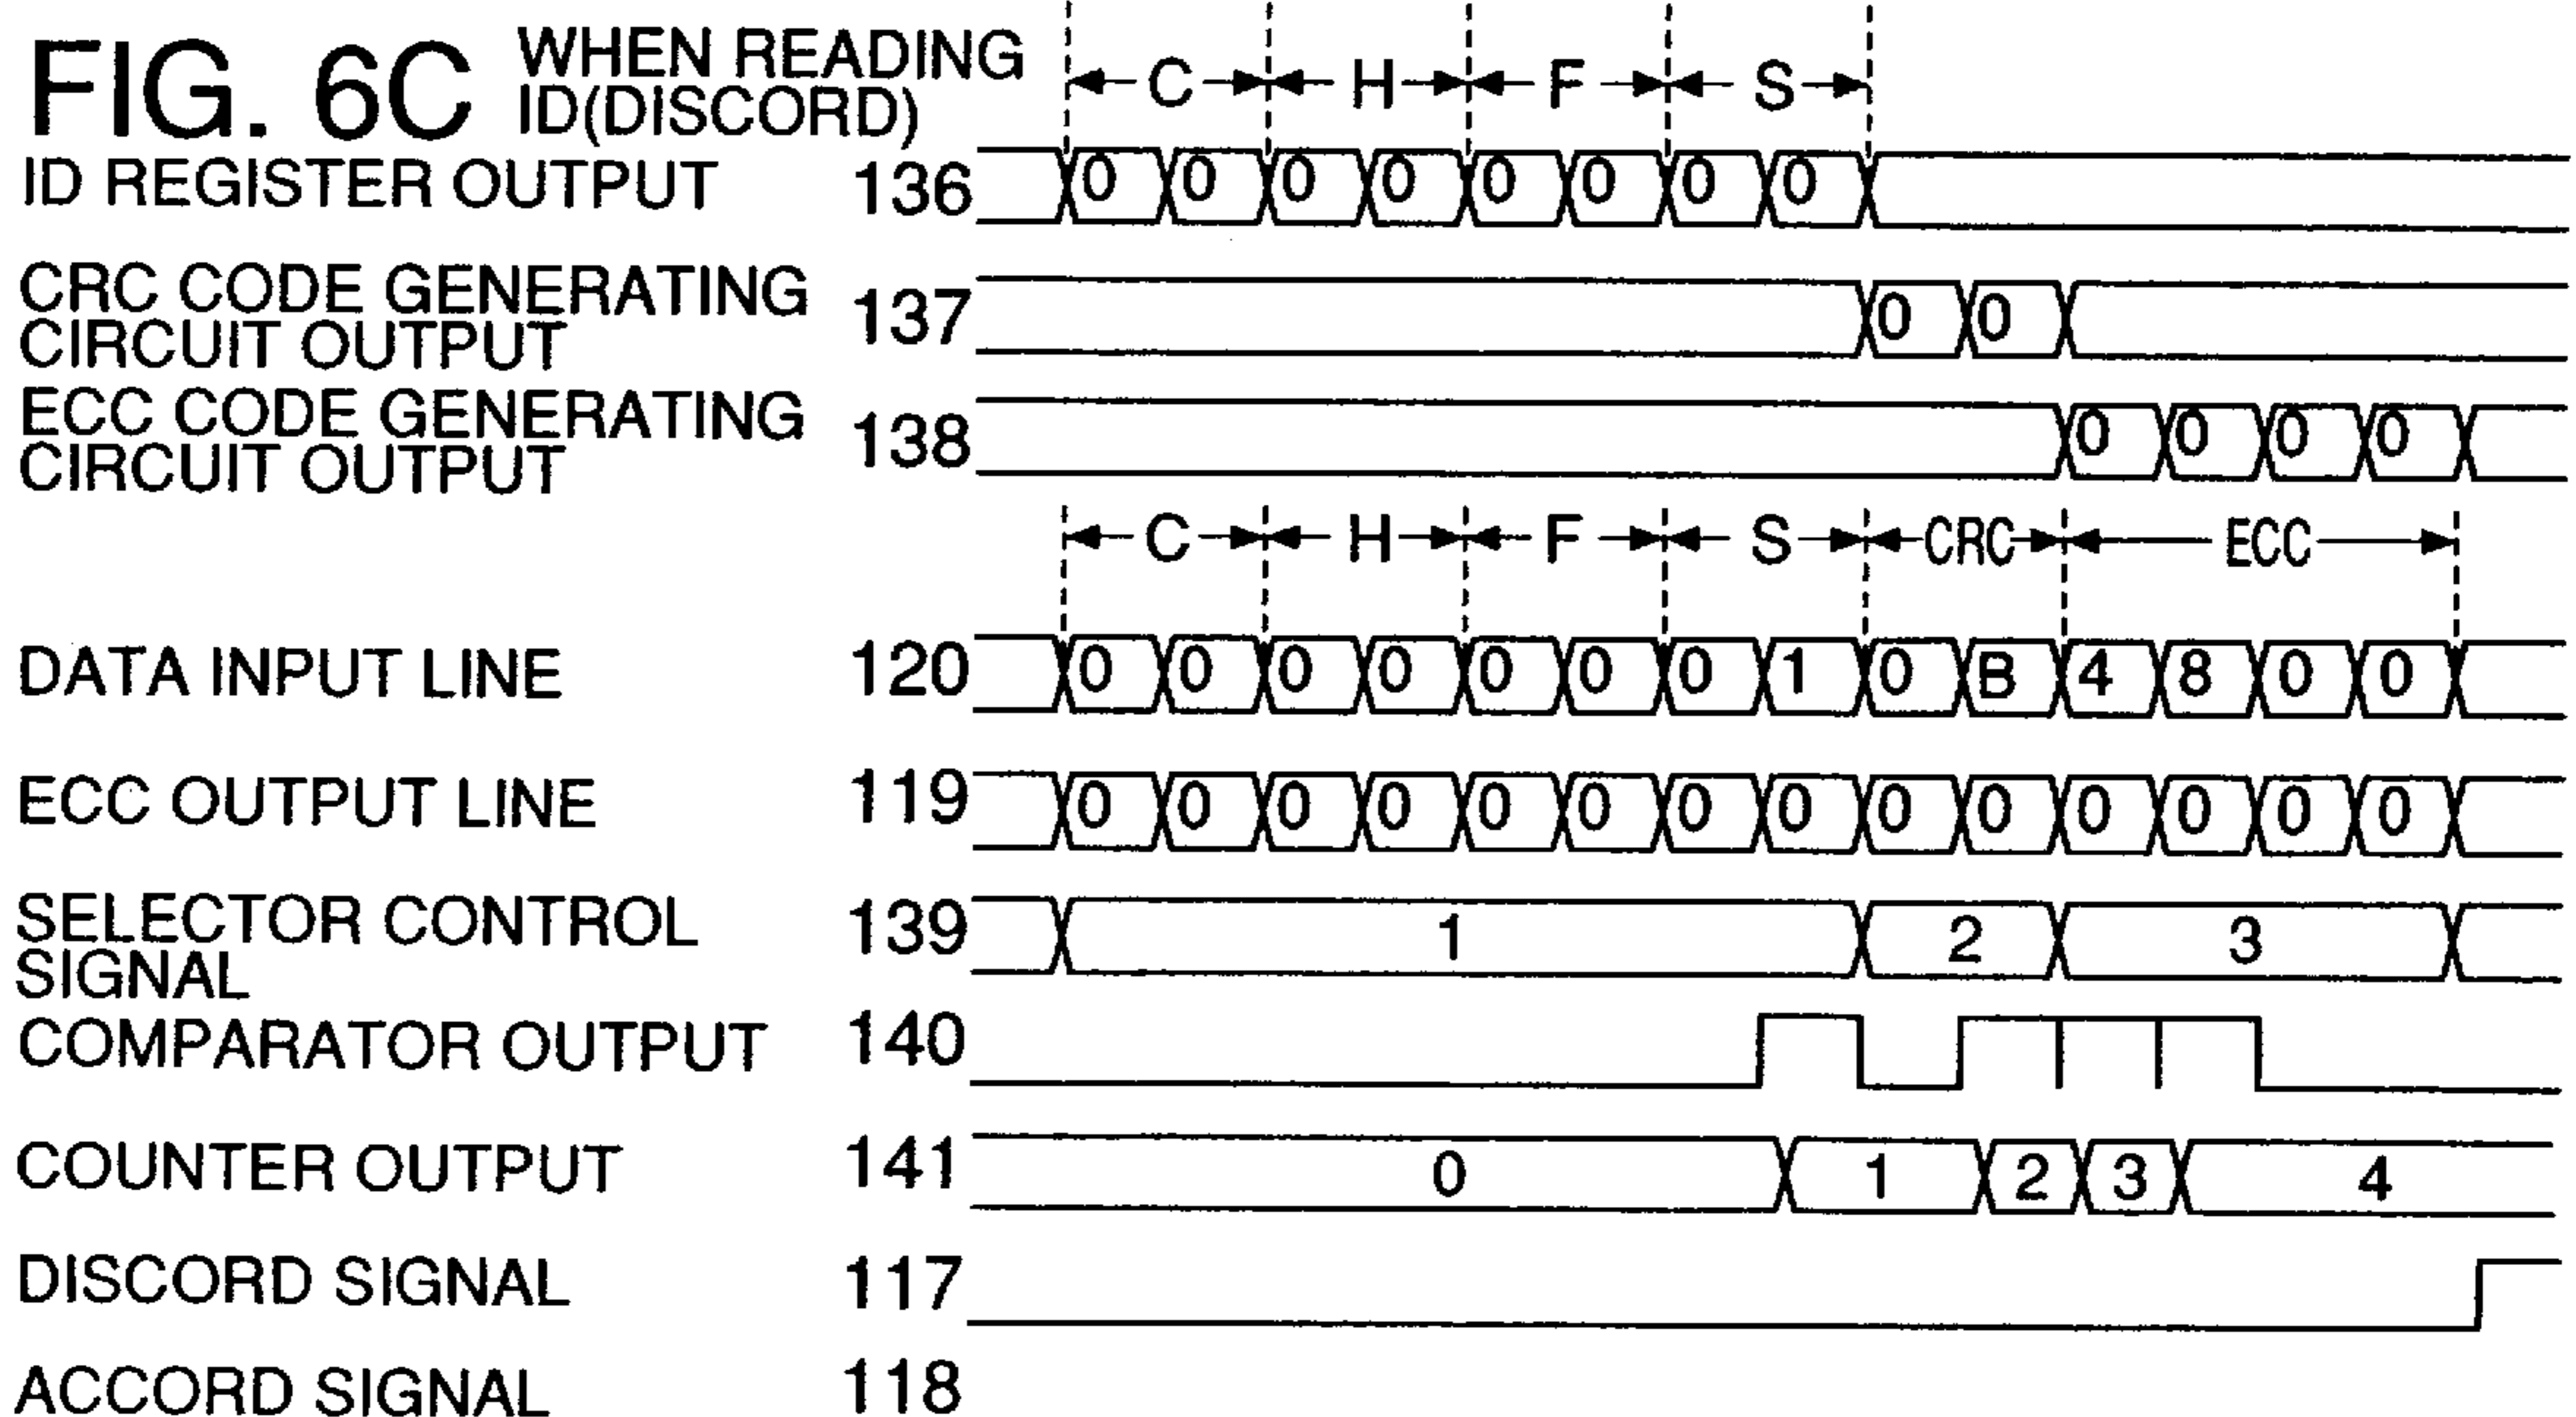 FIG. 6C
WHEN READING
ID(DISCORD)
C H F S
ID REGISTER OUTPUT 136 0 0 0 0 0 0 0 0
CRC CODE GENERATING
CIRCUIT OUTPUT 137 0 0
ECC CODE GENERATING
CIRCUIT OUTPUT 138 0 0 0 0
C H F S CRC ECC
DATA INPUT LINE 120 0 0 0 0 0 0 0 1 0 B 4 8 0 0
ECC OUTPUT LINE 119 0 0 0 0 0 0 0 0 0 0 0 0 0 0
SELECTOR CONTROL
SIGNAL 139 1 2 3
COMPARATOR OUTPUT 140
COUNTER OUTPUT 141 0 1 2 3 4
DISCORD SIGNAL 117
ACCORD SIGNAL 118